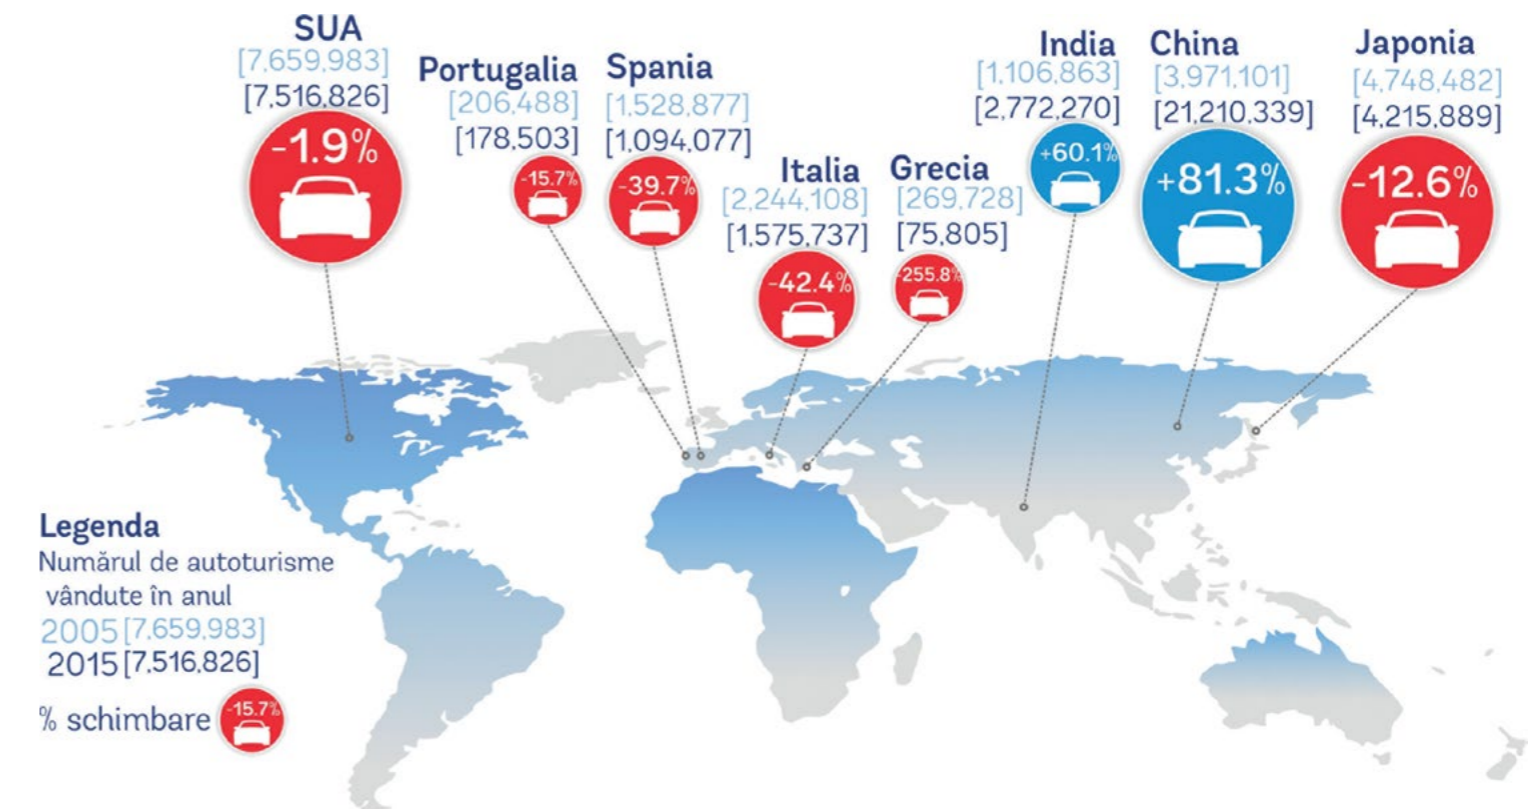 SUA
[7,659,983]
[7,516,826]
-1.9%
Portugalia
[206,488]
[178,503]
-15.7%
Spania
[1,528,877]
[1,094,077]
-39.7%
Italia
[2,244,108]
[1,575,737]
-42.4%
Grecia
[269,728]
[75,805]
-255.8%
India
[1,106,863]
[2,772,270]
+60.1%
China
[3,971,101]
[21,210,339]
+81.3%
Japonia
[4,748,482]
[4,215,889]
-12.6%
Legenda
Numărul de autoturisme
vândute în anul
2005 [7,659,983]
2015 [7,516,826]
% schimbare
-15.7%